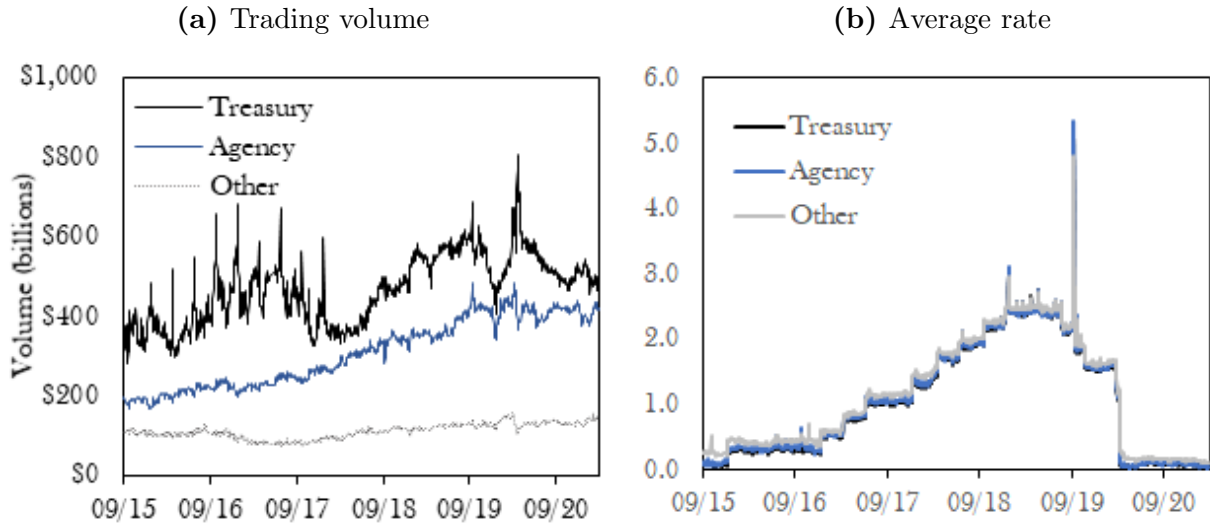 (a) Trading volume
$1,000
$800
$600
$400
$200
$0
Volume (billions)
Treasury
Agency
Other
09/15 09/16 09/17 09/18 09/19 09/20
(b) Average rate
6.0
5.0
4.0
3.0
2.0
1.0
0.0
Treasury
Agency
Other
09/15 09/16 09/17 09/18 09/19 09/20